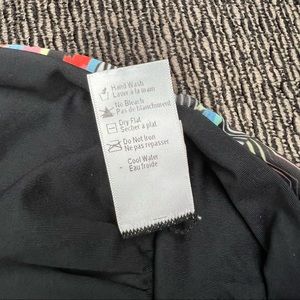 Hand Wash
Laver à la main
No Bleach
Pas de blanchiment
Dry Flat
Sécher à plat
Do Not Iron
Ne pas repasser
Cool Water
Eau froide